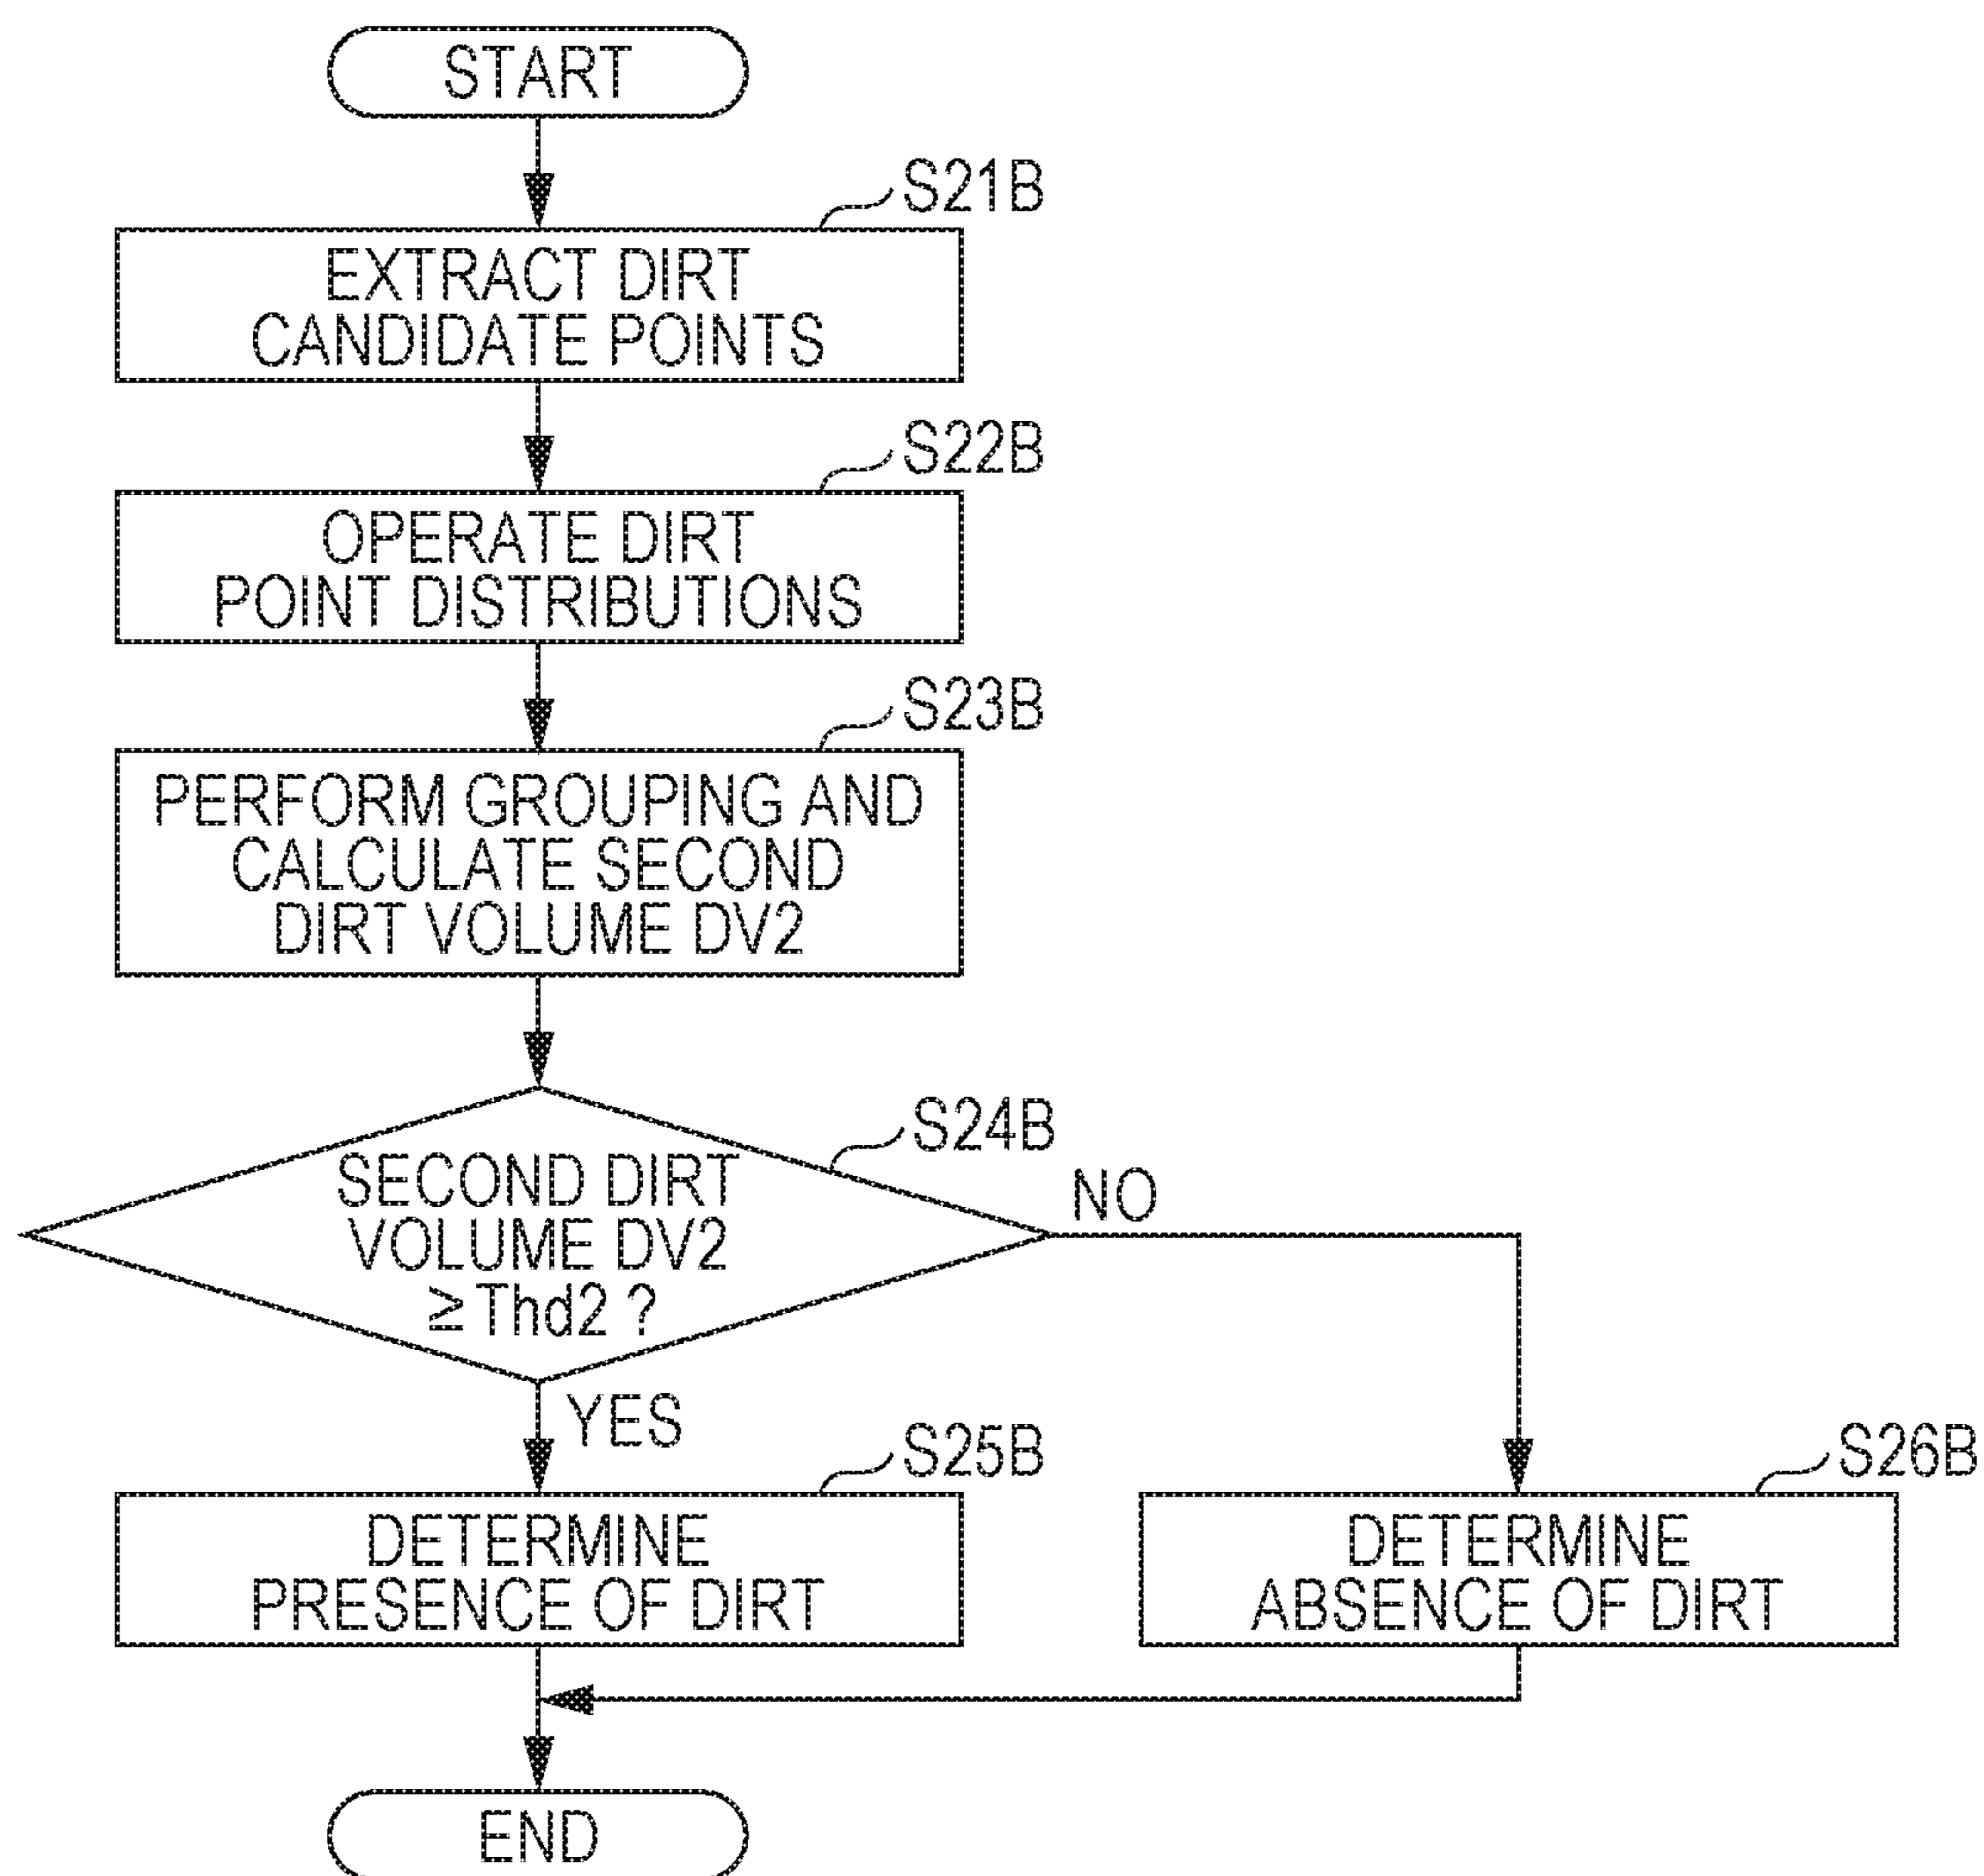 START
S21B
EXTRACT DIRT
CANDIDATE POINTS
S22B
OPERATE DIRT
POINT DISTRIBUTIONS
S23B
PERFORM GROUPING AND
CALCULATE SECOND
DIRT VOLUME DV2
S24B
SECOND DIRT
VOLUME DV2
≥ Thd2 ?
NO
YES
S25B
DETERMINE
PRESENCE OF DIRT
S26B
DETERMINE
ABSENCE OF DIRT
END